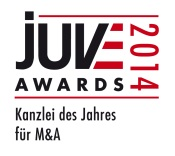 JUVE
AWARDS
2014
Kanzlei des Jahres
für M&A